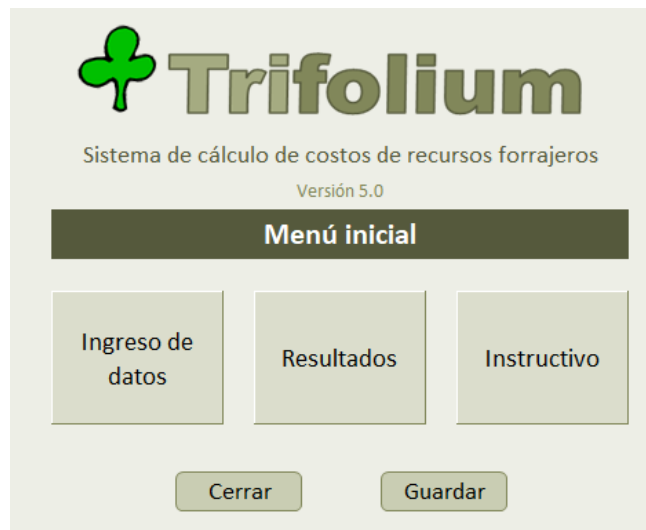 Trifolium
Sistema de cálculo de costos de recursos forrajeros
Versión 5.0
Menú inicial
Ingreso de
datos
Resultados
Instructivo
Cerrar
Guardar